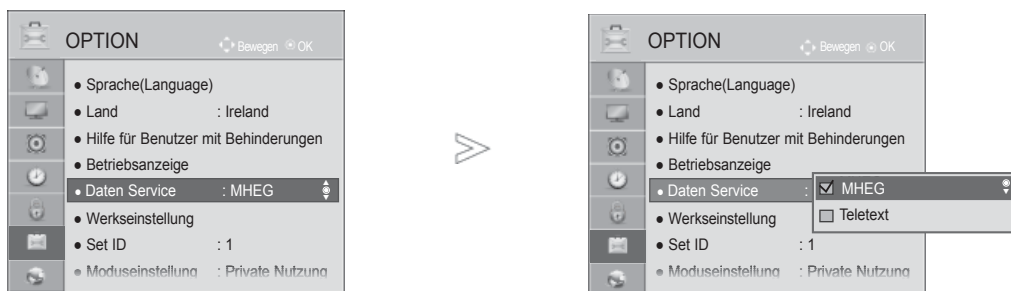 OPTION
Bewegen OK
Sprache(Language)
Land : Ireland
Hilfe für Benutzer mit Behinderungen
Betriebsanzeige
Daten Service : MHEG
Werkseinstellung
Set ID : 1
Moduseinstellung : Private Nutzung
OPTION
Bewegen OK
Sprache(Language)
Land : Ireland
Hilfe für Benutzer mit Behinderungen
Betriebsanzeige
Daten Service :
MHEG
Teletext
Werkseinstellung
Set ID : 1
Moduseinstellung : Private Nutzung